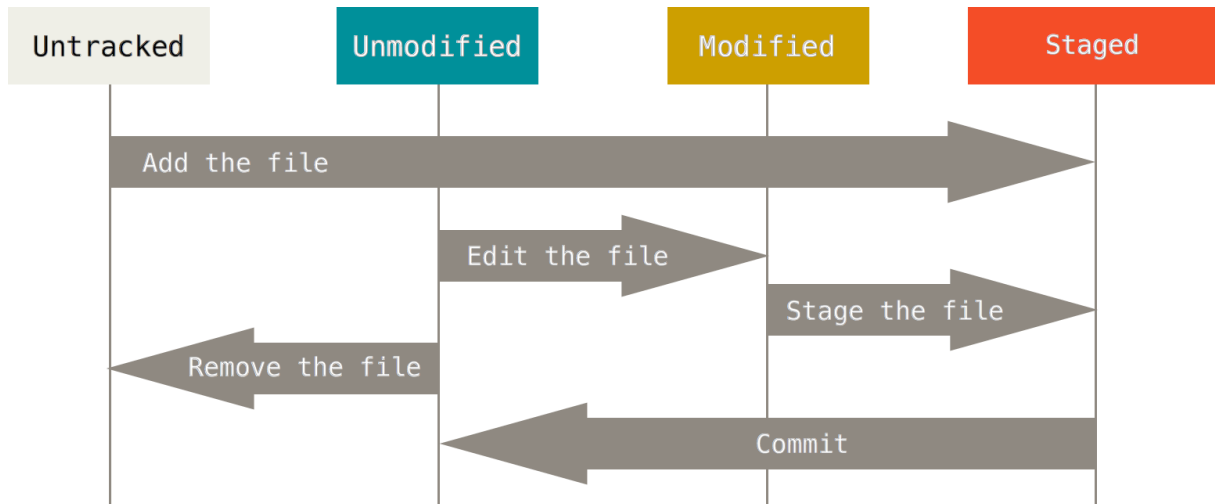 Untracked
Unmodified
Modified
Staged
Add the file
Edit the file
Stage the file
Remove the file
Commit